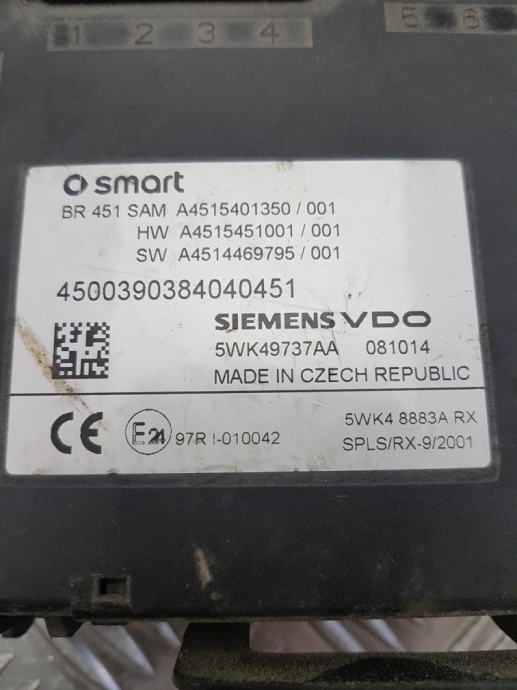 1 2 3 4 5 6
smart
BR 451 SAM A4515401350 / 001
HW A4515451001 / 001
SW A4514469795 / 001
4500390384040451
SIEMENS VDO
5WK49737AA 081014
MADE IN CZECH REPUBLIC
5WK4 8883A RX
CE E24 97R I-010042
SPLS/RX-9/2001